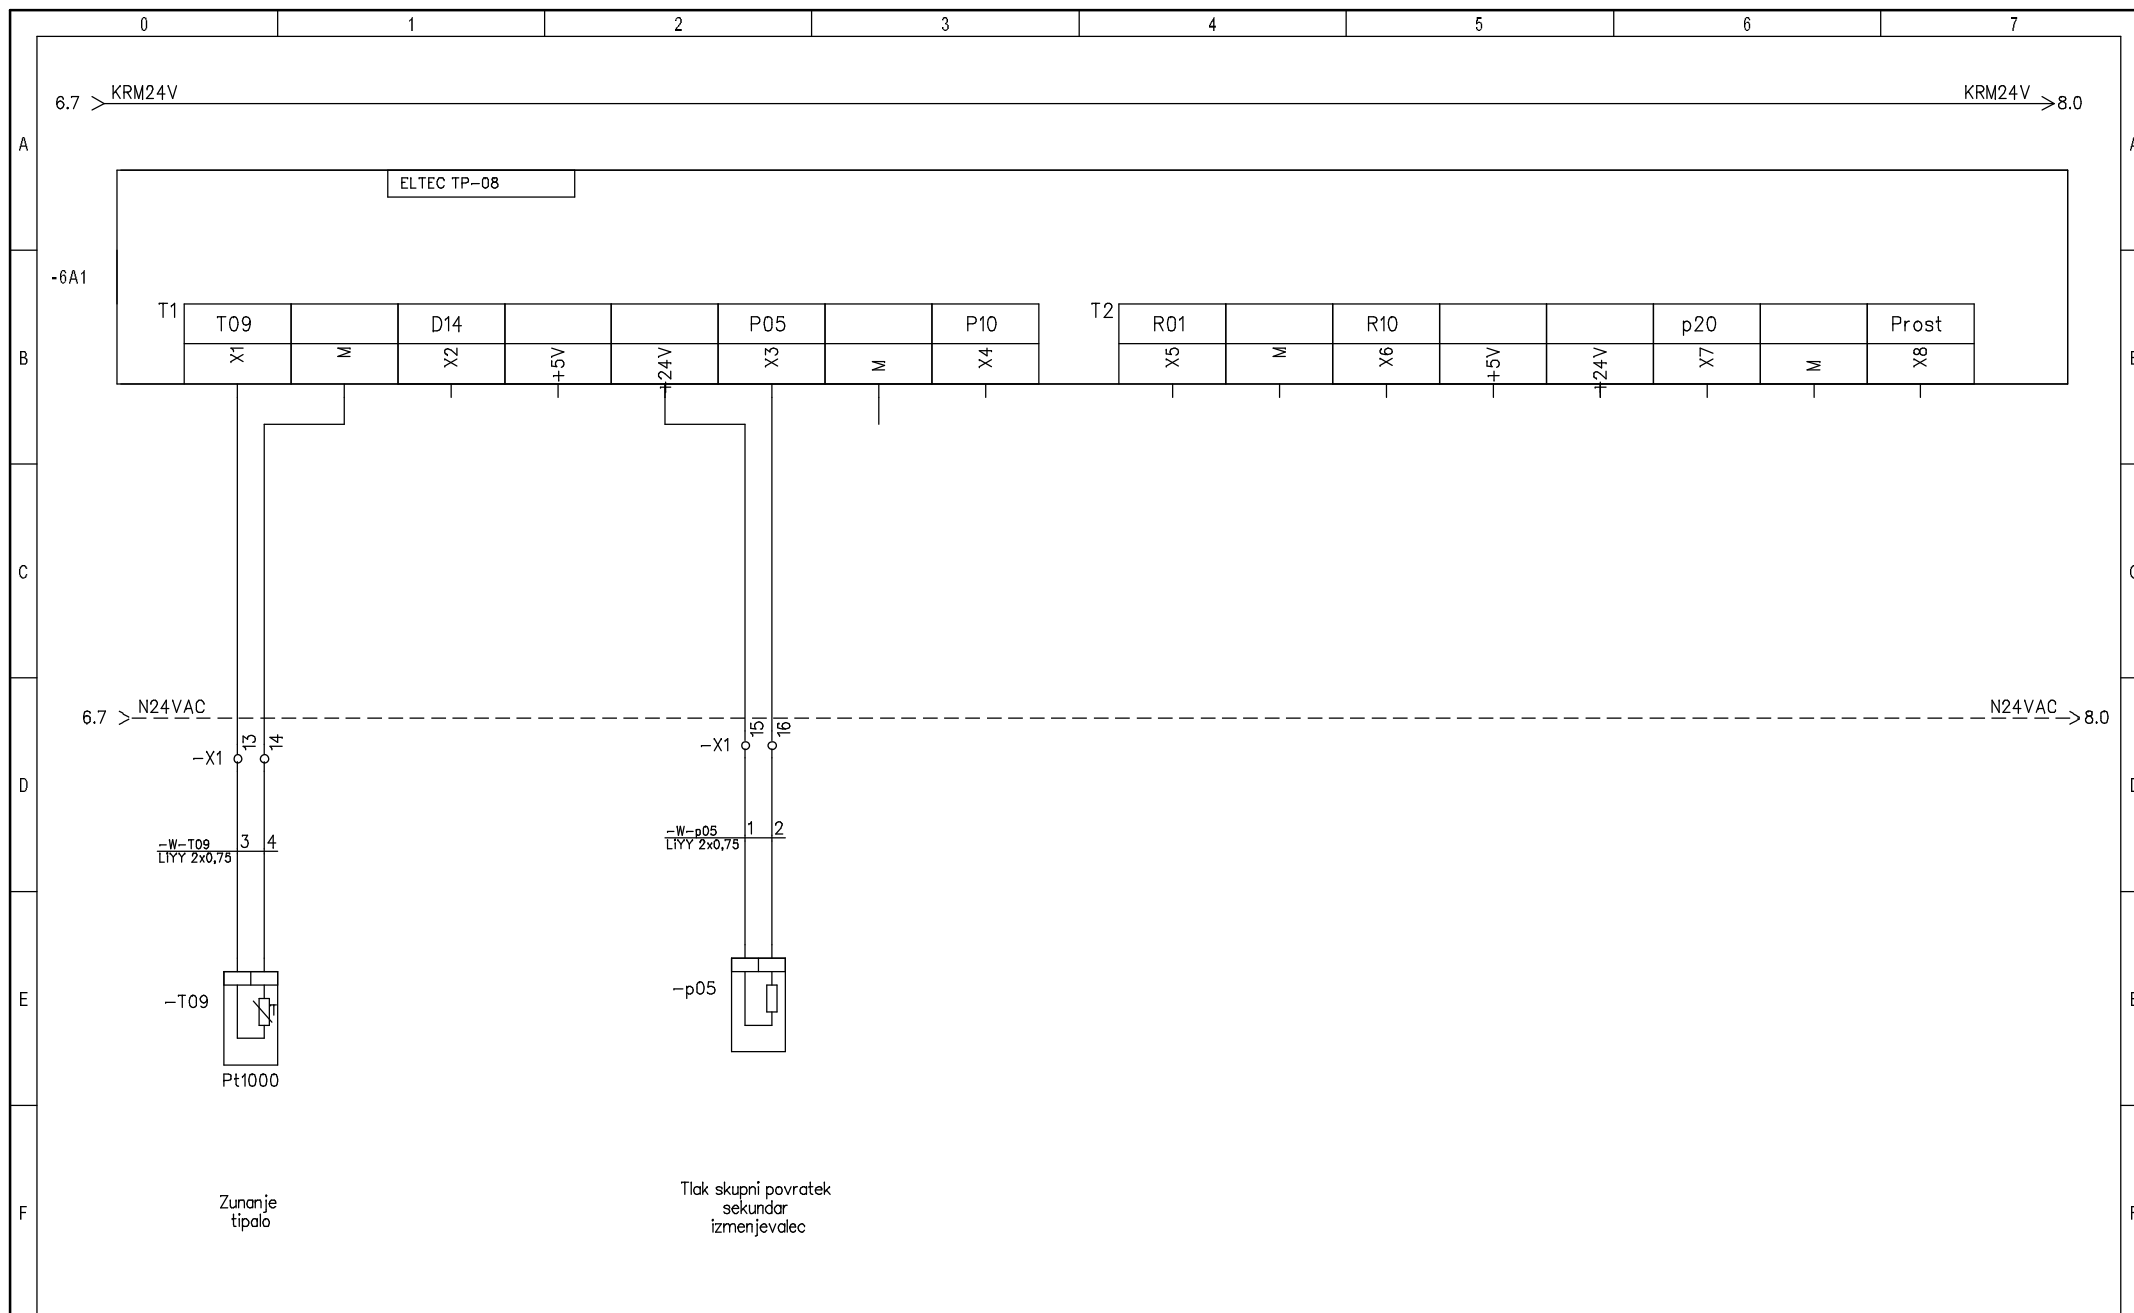 0 1 2 3 4 5 6 7
KRM24V KRM24V
6.7 8.0
A A
ELTEC TP-08
-6A1
T1 T09 D14 P05 P10 T2 R01 R10 p20 Prost
B X1 M X2 +5V +24V X3 M X4 X5 M X6 +5V +24V X7 M X8
C
N24VAC N24VAC
6.7 8.0
13 14 15 16
-X1 -X1
D
-W-T09 3 4 -W-p05 1 2
LiYY 2x0,75 LiYY 2x0,75
E -T09 T -p05
Pt1000
Zunanje
tipalo
Tlak skupni povratek
sekundar
izmenjevalec
F